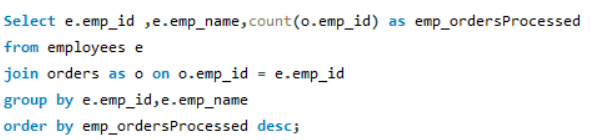 Select e.emp_id ,e.emp_name,count(o.emp_id) as emp_ordersProcessed
from employees e
join orders as o on o.emp_id = e.emp_id
group by e.emp_id,e.emp_name
order by emp_ordersProcessed desc;